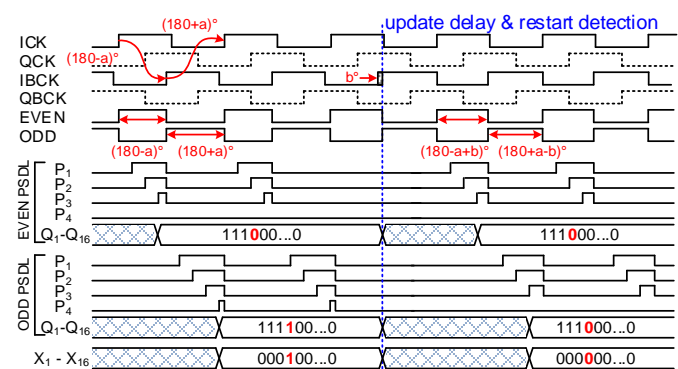 update delay & restart detection
(180+a)°
ICK
QCK (180-a)°
IBCK b°
QBCK
EVEN
ODD
(180-a)° (180+a)° (180-a+b)° (180+a-b)°
EVEN PSDL
P1
P2
P3
P4
Q1-Q16 111000...0 111000...0
ODD PSDL
P1
P2
P3
P4
Q1-Q16 111100...0 111000...0
X1 - X16 000100...0 000000...0